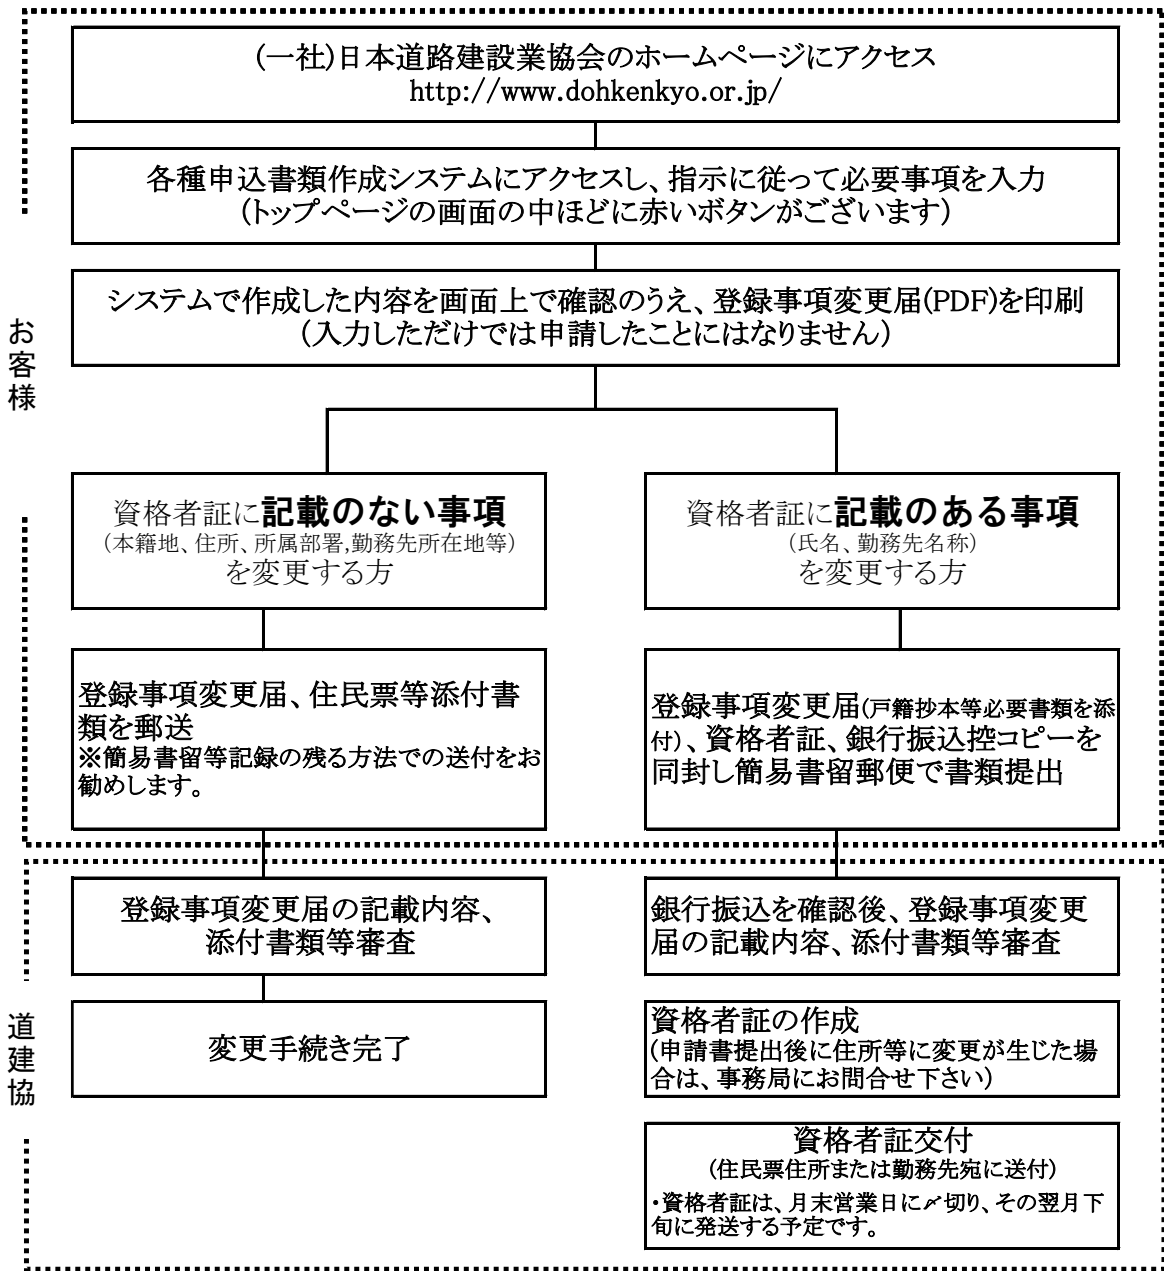 (一社)日本道路建設業協会のホームページにアクセス
http://www.dohkenkyo.or.jp/
各種申込書類作成システムにアクセスし、指示に従って必要事項を入力
(トップページの画面の中ほどに赤いボタンがございます)
システムで作成した内容を画面上で確認のうえ、登録事項変更届(PDF)を印刷
(入力しただけでは申請したことにはなりません)
お客様
資格者証に記載のない事項
(本籍地、住所、所属部署,勤務先所在地等)
を変更する方
登録事項変更届、住民票等添付書
類を郵送
※簡易書留等記録の残る方法での送付をお
勧めします。
資格者証に記載のある事項
(氏名、勤務先名称)
を変更する方
登録事項変更届(戸籍抄本等必要書類を添
付)、資格者証、銀行振込控コピーを
同封し簡易書留郵便で書類提出
道建協
登録事項変更届の記載内容、
添付書類等審査
変更手続き完了
銀行振込を確認後、登録事項変更
届の記載内容、添付書類等審査
資格者証の作成
(申請書提出後に住所等に変更が生じた場
合は、事務局にお問合せ下さい)
資格者証交付
(住民票住所または勤務先宛に送付)
・資格者証は、月末営業日に〆切り、その翌月下
旬に発送する予定です。